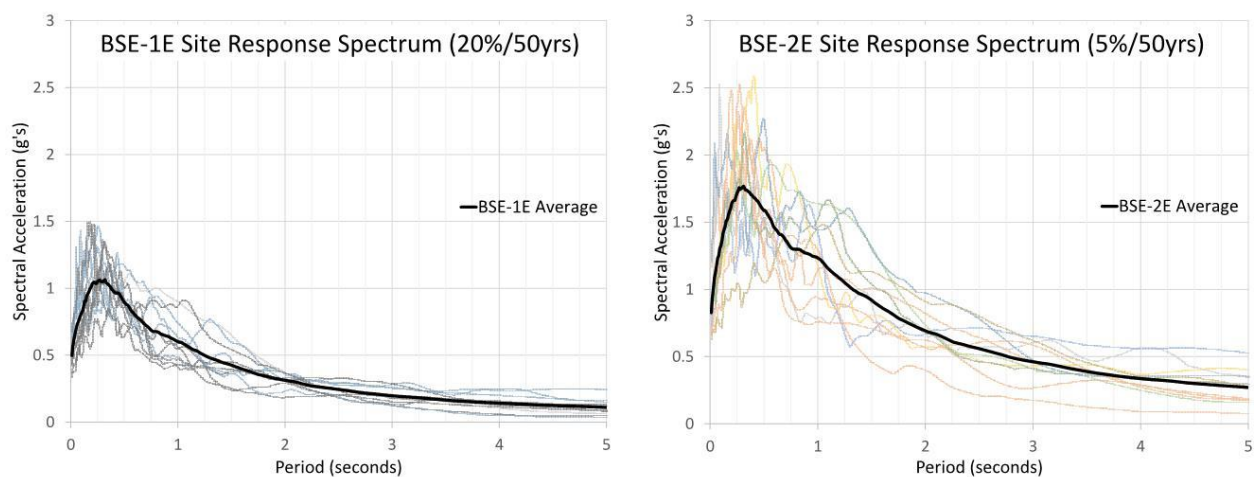 BSE-1E Site Response Spectrum (20%/50yrs)
3
2.5
2
1.5
1
0.5
0
Spectral Acceleration (g's)
BSE-1E Average
0 1 2 3 4 5
Period (seconds)
BSE-2E Site Response Spectrum (5%/50yrs)
3
2.5
2
1.5
1
0.5
0
Spectral Acceleration (g's)
BSE-2E Average
0 1 2 3 4 5
Period (seconds)